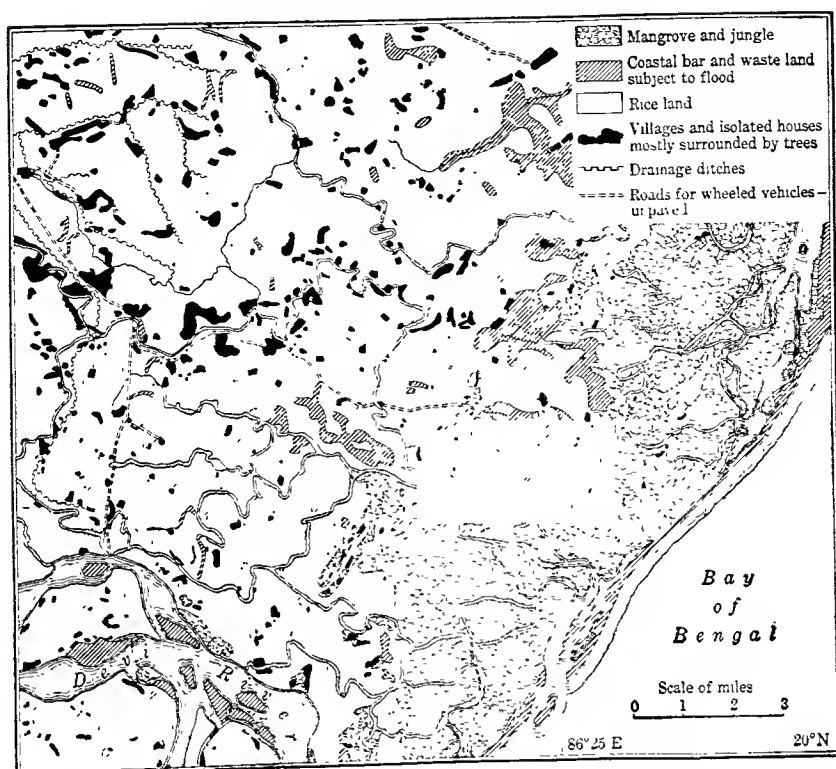 Mangrove and jungle
Coastal bar and waste land
subject to flood
Rice land
Villages and isolated houses
mostly surrounded by trees
Drainage ditches
Roads for wheeled vehicles—
Bay
of
Bengal
Devi R
Scale of miles
0 1 2 3
86°25 E 20°N